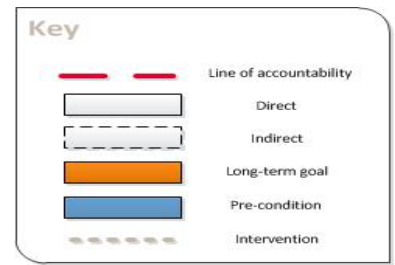 Key
Line of accountability
Direct
Indirect
Long-term goal
Pre-condition
Intervention